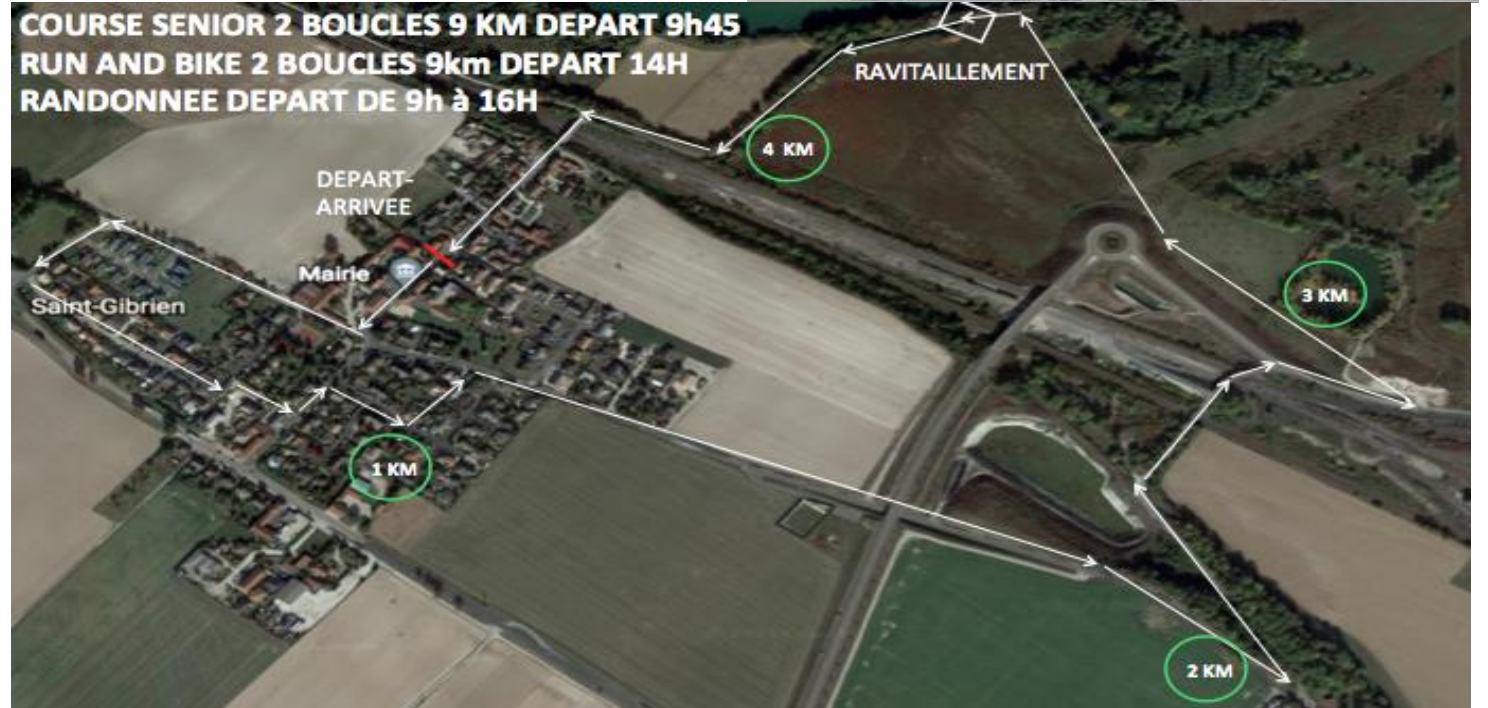 COURSE SENIOR 2 BOUCLES 9 KM DEPART 9h45
RUN AND BIKE 2 BOUCLES 9km DEPART 14H
RANDONNEE DEPART DE 9h à 16H
RAVITAILLEMENT
4 KM
DEPART-
ARRIVEE
Mairie
3 KM
Saint-Gibrien
1 KM
2 KM